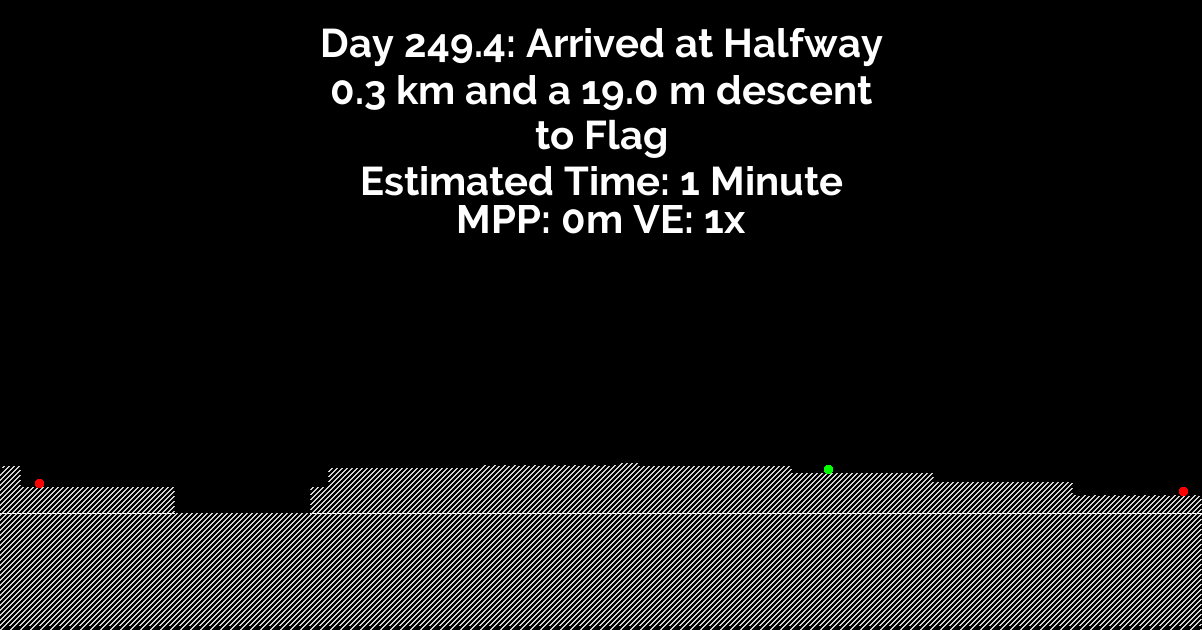 Day 249.4: Arrived at Halfway
0.3 km and a 19.0 m descent
to Flag
Estimated Time: 1 Minute
MPP: 0m VE: 1x